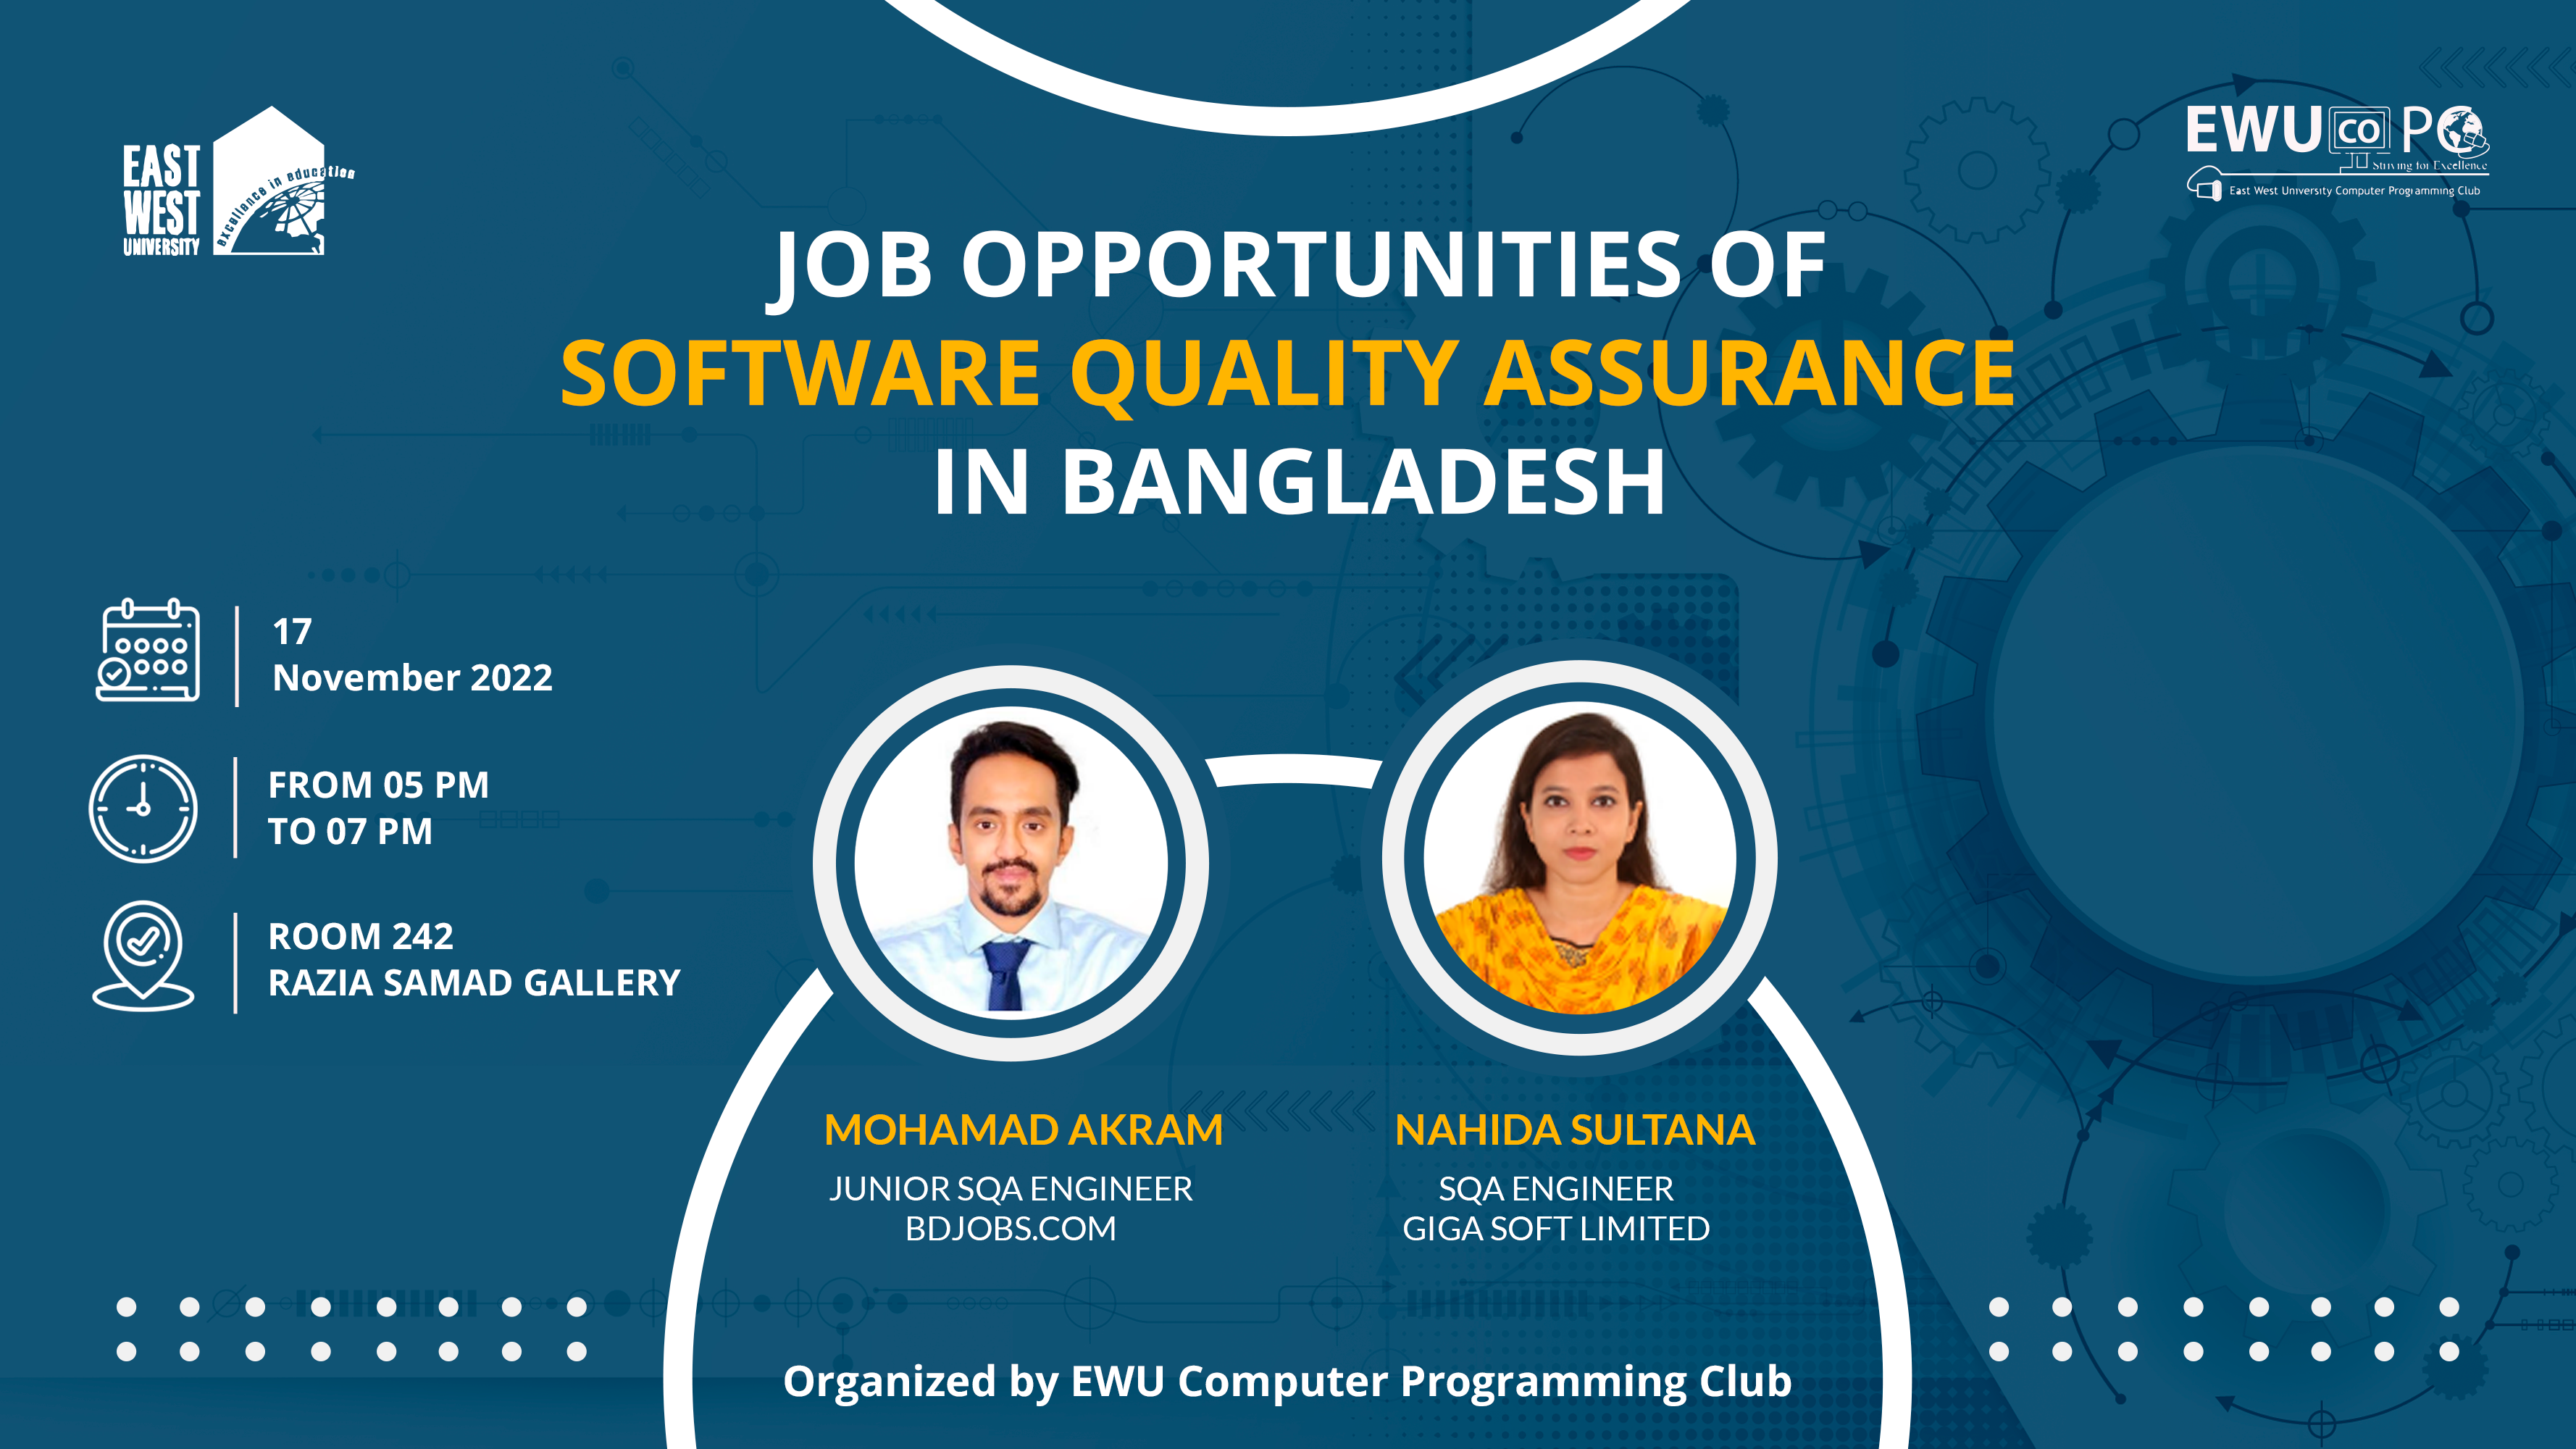 EAST
WEST
UNIVERSITY
excellence in education
EWU CO PC
Striving for Excellence
East West University Computer Programming Club
JOB OPPORTUNITIES OF
SOFTWARE QUALITY ASSURANCE
IN BANGLADESH
17
November 2022
FROM 05 PM
TO 07 PM
ROOM 242
RAZIA SAMAD GALLERY
MOHAMAD AKRAM
JUNIOR SQA ENGINEER
BDJOBS.COM
NAHIDA SULTANA
SQA ENGINEER
GIGA SOFT LIMITED
Organized by EWU Computer Programming Club